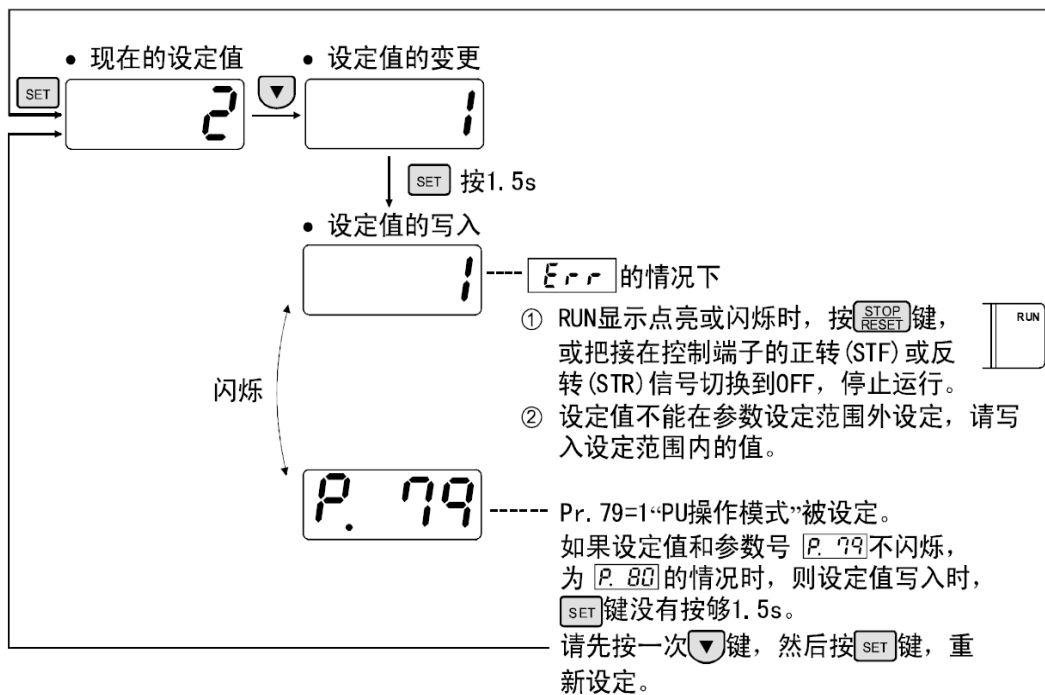 ● 现在的设定值
● 设定值的变更
SET
2
▼
1
SET 按1.5s
● 设定值的写入
1
Err 的情况下
① RUN显示点亮或闪烁时，按STOP RESET键，
RUN
或把接在控制端子的正转(STF)或反
转(STR)信号切换到OFF，停止运行。
闪烁
② 设定值不能在参数设定范围外设定，请写
入设定范围内的值。
P. 79
Pr.79=1“PU操作模式”被设定。
如果设定值和参数号 P. 79 不闪烁，
为 P. 80 的情况时，则设定值写入时，
SET键没有按够1.5s。
请先按一次▼键，然后按SET键，重
新设定。